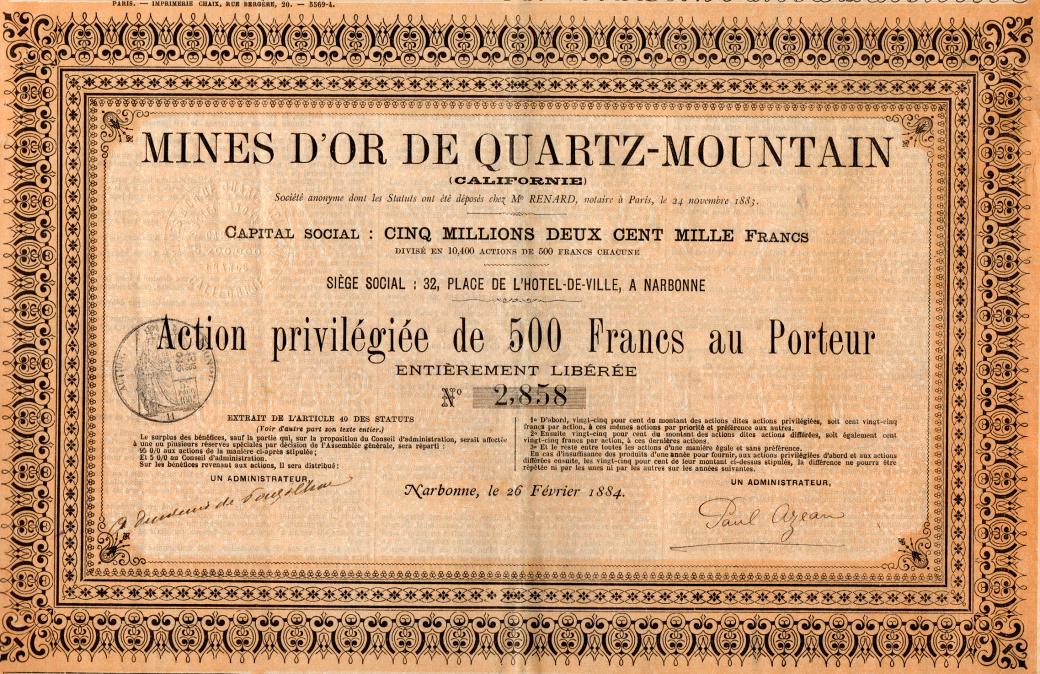 PARIS. — IMPRIMERIE CHAIX, RUE BERGÈRE, 20. — 3569-4.
MINES D'OR DE QUARTZ-MOUNTAIN
(CALIFORNIE)
Société anonyme dont les Statuts ont été déposés chez Me RENARD, notaire à Paris, le 24 novembre 1883.
CAPITAL SOCIAL : CINQ MILLIONS DEUX CENT MILLE FRANCS
DIVISÉ EN 10,400 ACTIONS DE 500 FRANCS CHACUNE
SIÈGE SOCIAL : 32, PLACE DE L'HOTEL-DE-VILLE, A NARBONNE
Action privilégiée de 500 Francs au Porteur
ENTIÈREMENT LIBÉRÉE
No 2,858
EXTRAIT DE L'ARTICLE 40 DES STATUTS
(Voir d'autre part son texte entier.)
Le surplus des bénéfices, sauf la partie qui, sur la proposition du Conseil d'administration, serait affectée
à une ou plusieurs réserves spéciales par décision de l'Assemblée générale, sera réparti :
95 0/0 aux actions de la manière ci-après stipulée;
Et 5 0/0 au Conseil d'administration.
Sur les bénéfices revenant aux actions, il sera distribué :
1o D'abord, vingt-cinq pour cent du montant des actions dites actions privilégiées, soit cent vingt-cinq
francs par action, à ces mêmes actions par priorité et préférence aux autres.
2o Ensuite vingt-cinq pour cent du montant des actions dites actions différées, soit également cent
vingt-cinq francs par action, à ces dernières actions.
3o Et le reste entre toutes les actions d'une manière égale et sans préférence.
En cas d'insuffisance des produits d'une année pour fournir, aux actions privilégiées d'abord et aux actions
différées ensuite, les vingt-cinq pour cent de leur montant ci-dessus stipulés, la différence ne pourra être
répétée ni par les unes ni par les autres sur les années suivantes.
UN ADMINISTRATEUR,
UN ADMINISTRATEUR,
Narbonne, le 26 Février 1884.
Paul Azeau